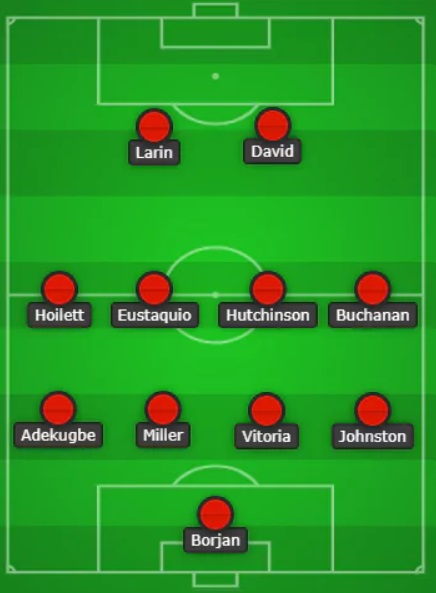 Larin
David
Hoilett
Eustaquio
Hutchinson
Buchanan
Adekugbe
Miller
Vitoria
Johnston
Borjan